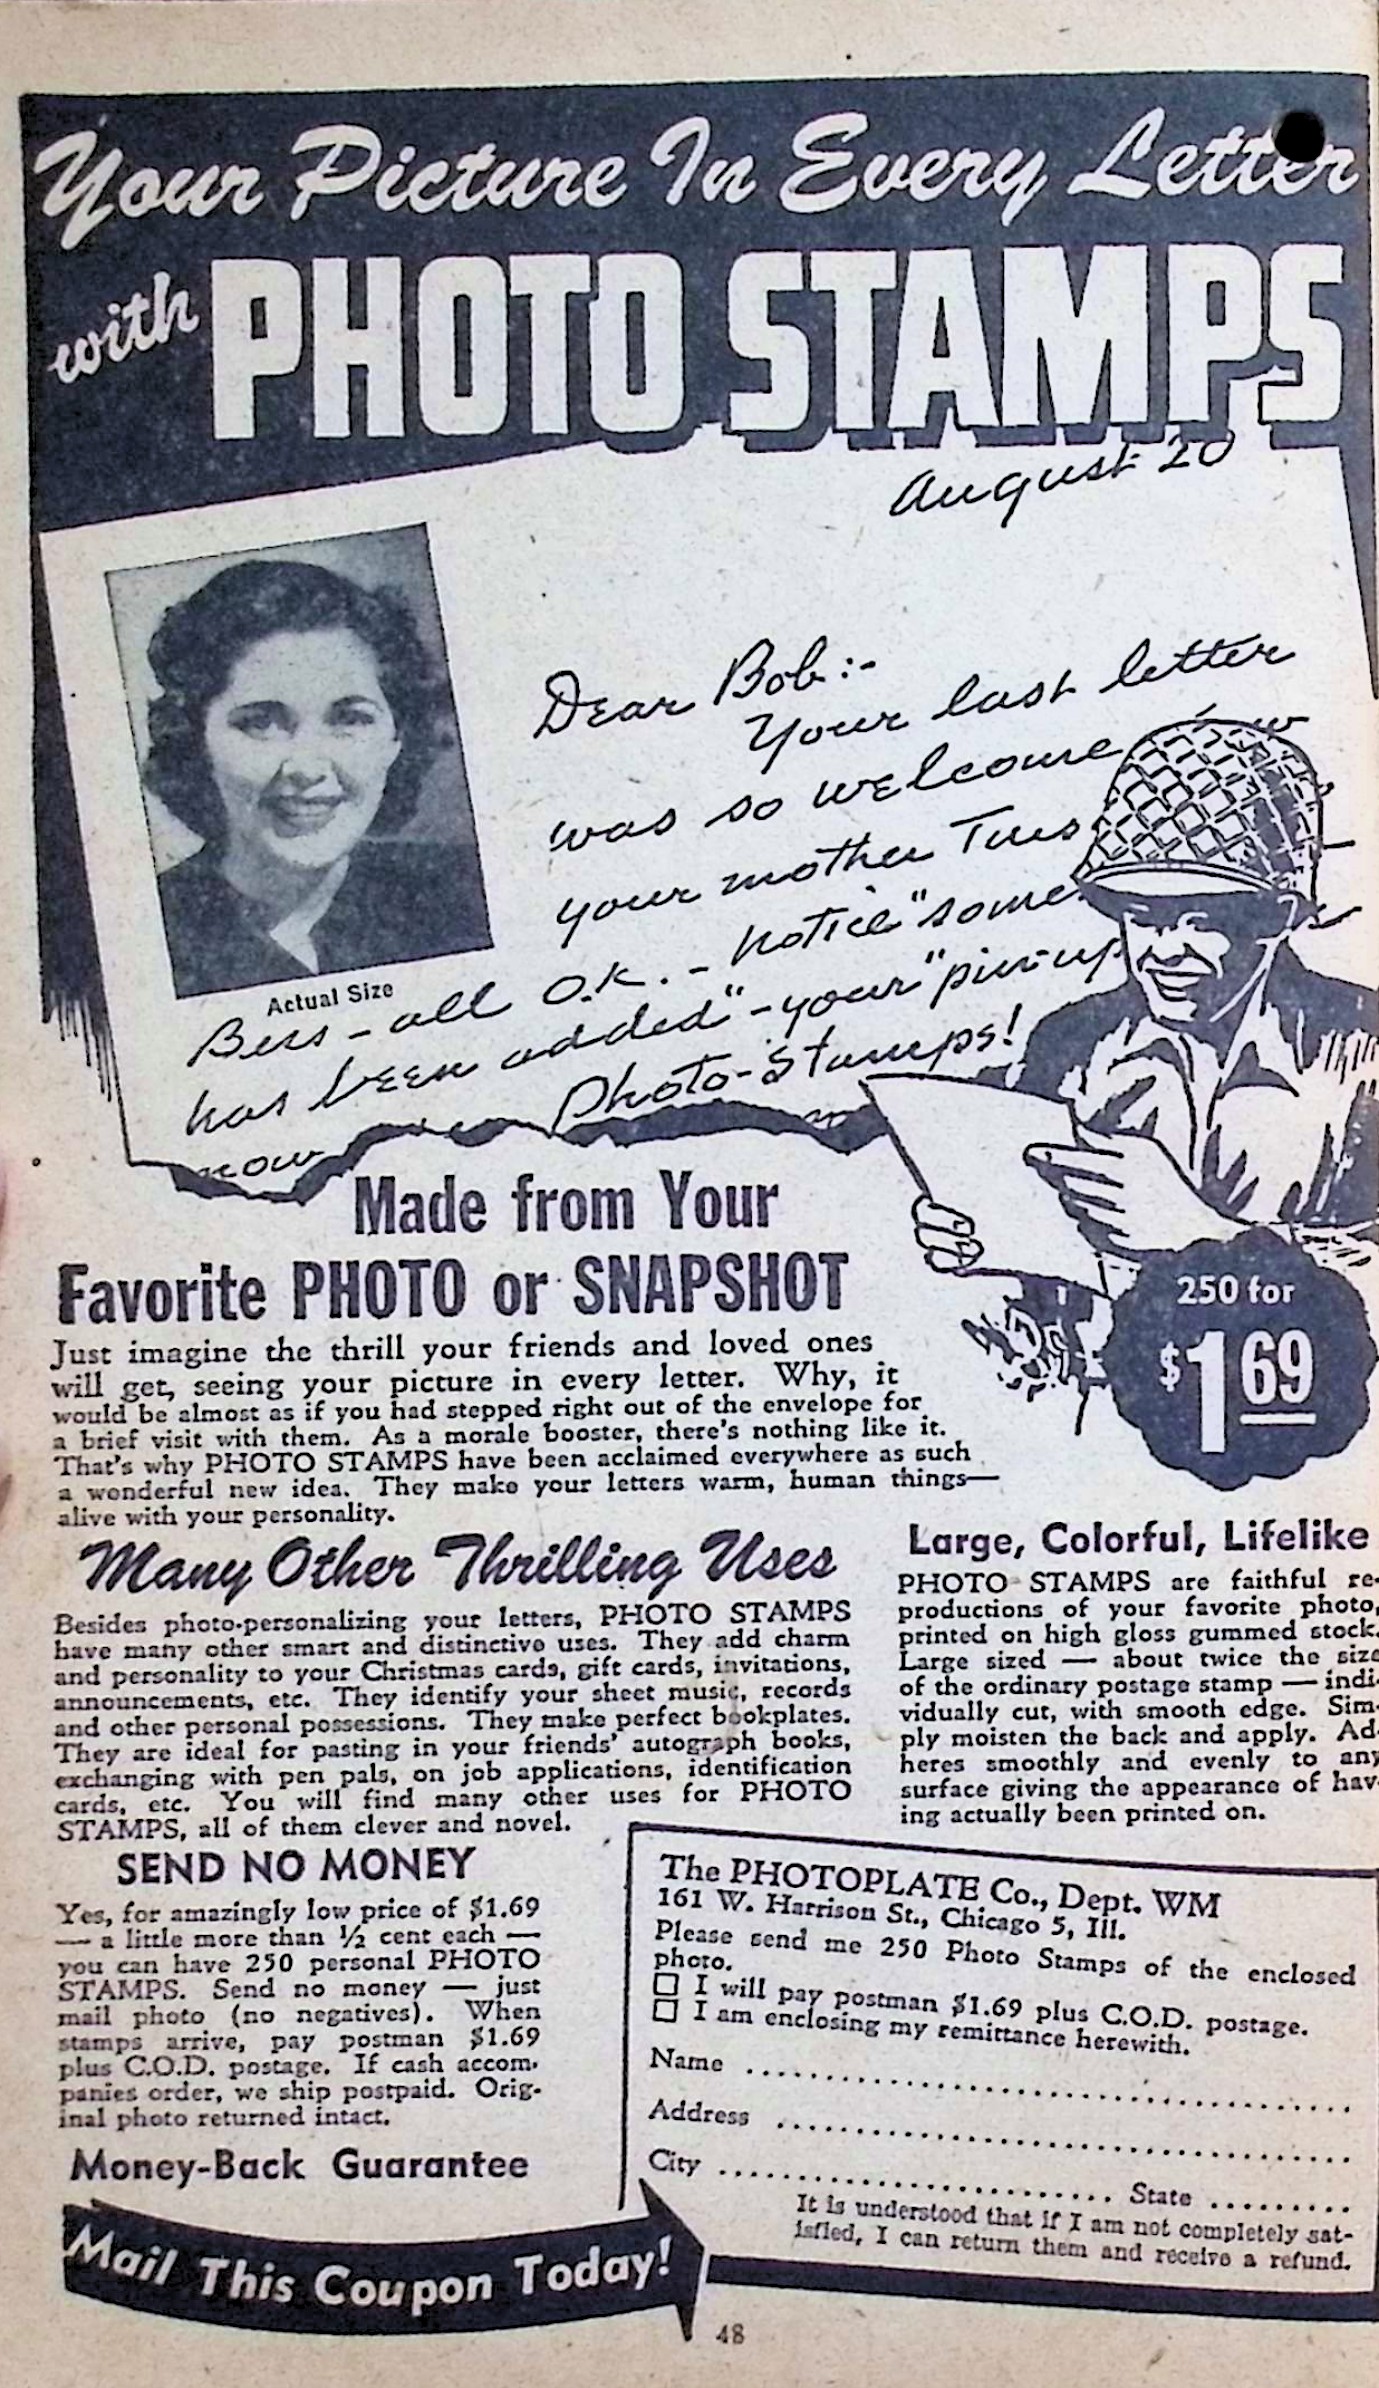 Your Picture In Every Letter
with PHOTO STAMPS
August 20
Dear Bob:-
Your last letter
was so welcome
your mother Tues
Actual Size
Bess - all O.K. - notice "some
has been added" - your "pin-up
now Photo-Stamps!
Made from Your
Favorite PHOTO or SNAPSHOT
250 for
$1 69
Just imagine the thrill your friends and loved ones
will get, seeing your picture in every letter. Why, it
would be almost as if you had stepped right out of the envelope for
a brief visit with them. As a morale booster, there's nothing like it.
That's why PHOTO STAMPS have been acclaimed everywhere as such
a wonderful new idea. They make your letters warm, human things—
alive with your personality.
Many Other Thrilling Uses
Besides photo-personalizing your letters, PHOTO STAMPS
have many other smart and distinctive uses. They add charm
and personality to your Christmas cards, gift cards, invitations,
announcements, etc. They identify your sheet music, records
and other personal possessions. They make perfect bookplates.
They are ideal for pasting in your friends' autograph books,
exchanging with pen pals, on job applications, identification
cards, etc. You will find many other uses for PHOTO
STAMPS, all of them clever and novel.
Large, Colorful, Lifelike
PHOTO STAMPS are faithful re-
productions of your favorite photo,
printed on high gloss gummed stock.
Large sized — about twice the size
of the ordinary postage stamp — indi-
vidually cut, with smooth edge. Sim-
ply moisten the back and apply. Ad-
heres smoothly and evenly to any
surface giving the appearance of hav-
ing actually been printed on.
SEND NO MONEY
Yes, for amazingly low price of $1.69
— a little more than ½ cent each —
you can have 250 personal PHOTO
STAMPS. Send no money — just
mail photo (no negatives). When
stamps arrive, pay postman $1.69
plus C.O.D. postage. If cash accom-
panies order, we ship postpaid. Orig-
inal photo returned intact.
Money-Back Guarantee
Mail This Coupon Today!
The PHOTOPLATE Co., Dept. WM
161 W. Harrison St., Chicago 5, Ill.
Please send me 250 Photo Stamps of the enclosed
photo.
☐ I will pay postman $1.69 plus C.O.D. postage.
☐ I am enclosing my remittance herewith.
Name
Address
City State
It is understood that if I am not completely sat-
isfied, I can return them and receive a refund.
48